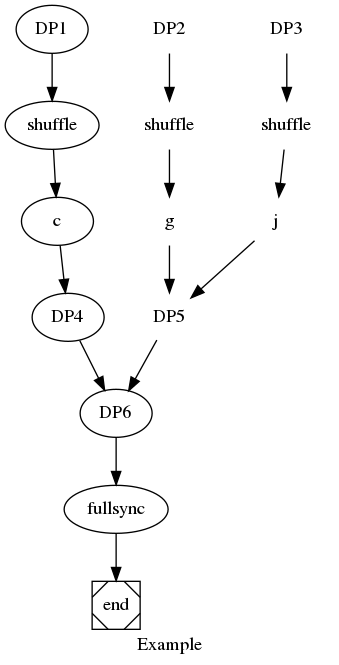 DP1
DP2
DP3
shuffle
shuffle
shuffle
c
g
j
DP4
DP5
DP6
fullsync
end
Example